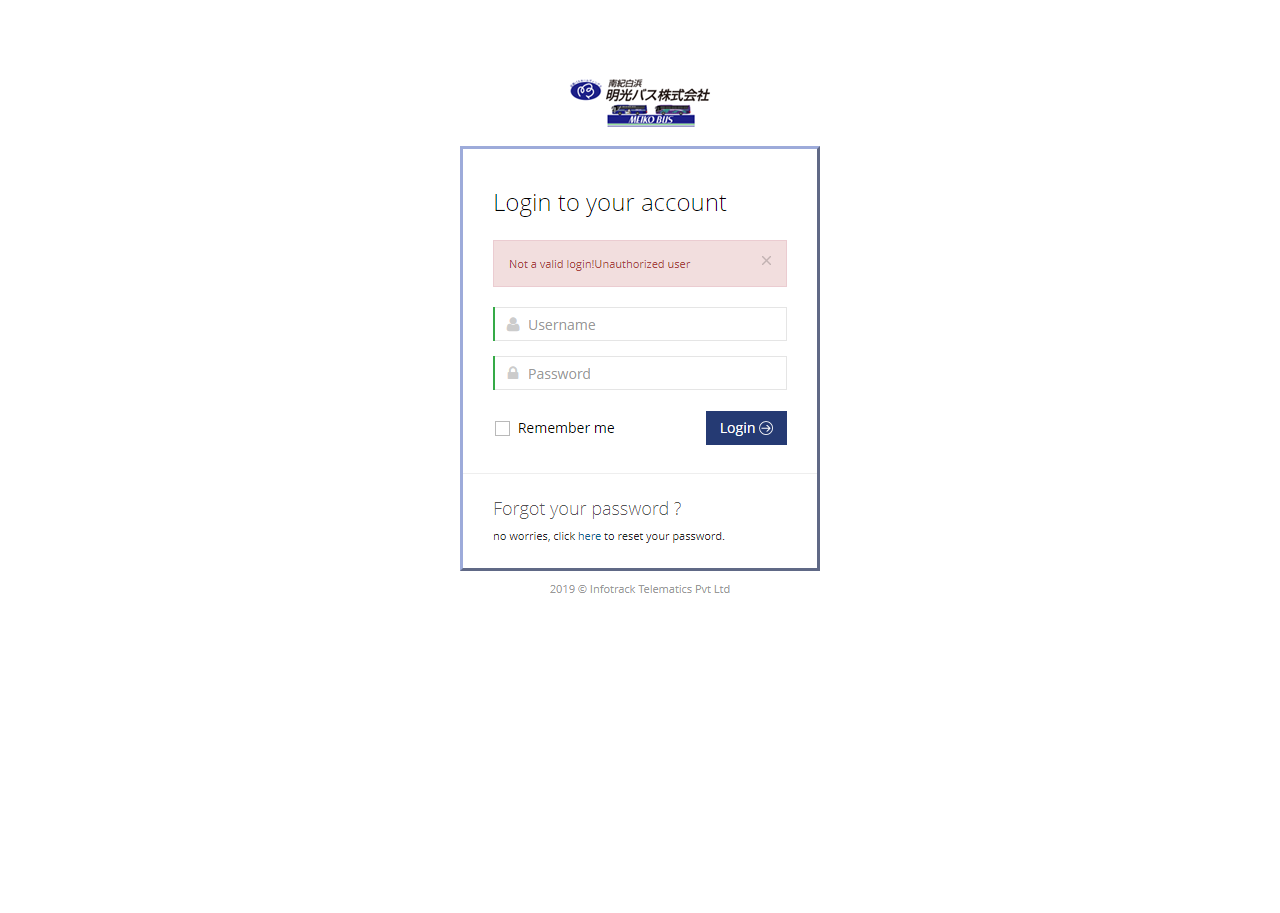 南紀白浜
明光バス株式会社
MEIKO BUS
Login to your account
Not a valid login!Unauthorized user
×
Username
Password
Remember me
Login
Forgot your password ?
no worries, click here to reset your password.
2019 © Infotrack Telematics Pvt Ltd